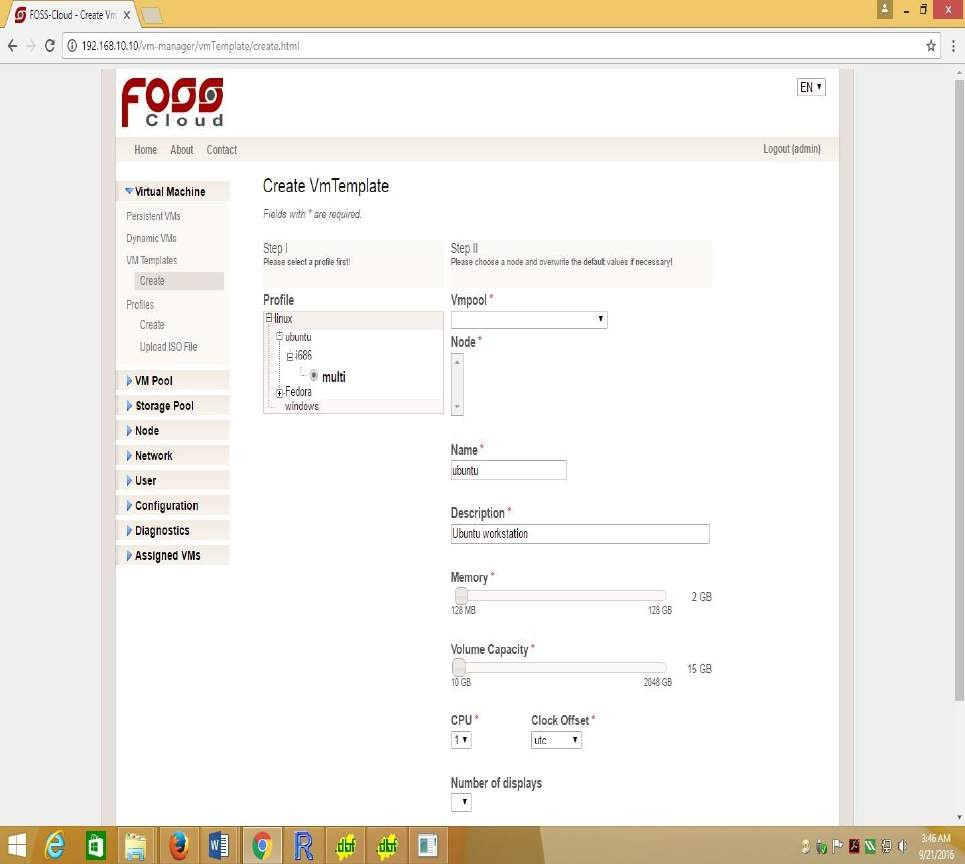 FOSS-Cloud - Create Vm
192.168.10.10/vm-manager/vmTemplate/create.html
FOSS
Cloud
EN
Home About Contact Logout (admin)
Virtual Machine
Persistent VMs
Dynamic VMs
VM Templates
Create
Profiles
Create
Upload ISO File
VM Pool
Storage Pool
Node
Network
User
Configuration
Diagnostics
Assigned VMs
Create VmTemplate
Fields with * are required.
Step I
Please select a profile first!
Profile
linux
ubuntu
i686
multi
Fedora
windows
Step II
Please choose a node and overwrite the default values if necessary!
Vmpool *
Node *
Name *
ubuntu
Description *
Ubuntu workstation
Memory *
2 GB
128 MB 128 GB
Volume Capacity *
15 GB
10 GB 2048 GB
CPU * Clock Offset *
1 utc
Number of displays
.dbf .dbf
3:46 AM
9/21/2016